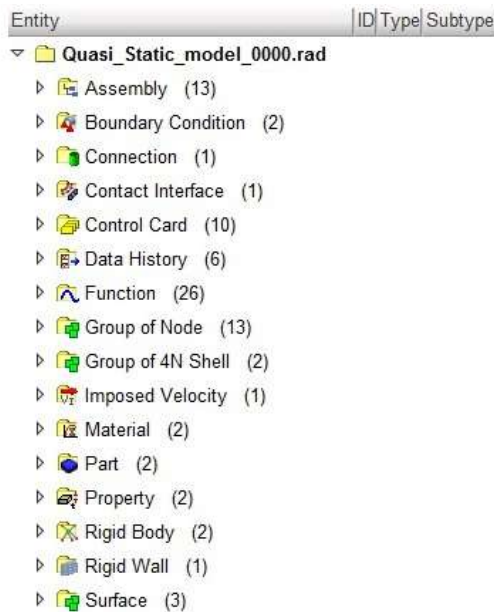 Entity ID Type Subtype
Quasi_Static_model_0000.rad
Assembly (13)
Boundary Condition (2)
Connection (1)
Contact Interface (1)
Control Card (10)
Data History (6)
Function (26)
Group of Node (13)
Group of 4N Shell (2)
Imposed Velocity (1)
Material (2)
Part (2)
Property (2)
Rigid Body (2)
Rigid Wall (1)
Surface (3)